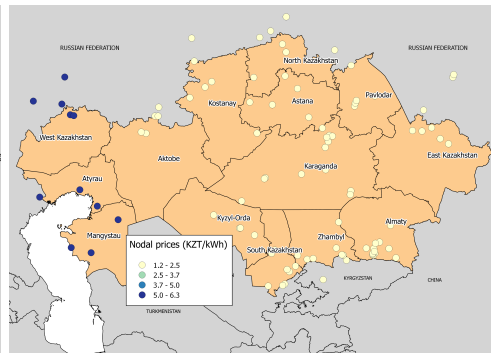 RUSSIAN FEDERATION
RUSSIAN FEDERATION
North Kazakhstan
Pavlodar
Kostanay
Astana
West Kazakhstan
Aktobe
East Kazakhstan
Karaganda
Atyrau
Kyzyl-Orda
Almaty
Mangystau
Zhambyl
South Kazakhstan
Nodal prices (KZT/kWh)
1.2 - 2.5
2.5 - 3.7
3.7 - 5.0
5.0 - 6.3
KYRGYZSTAN
CHINA
TURKMENISTAN